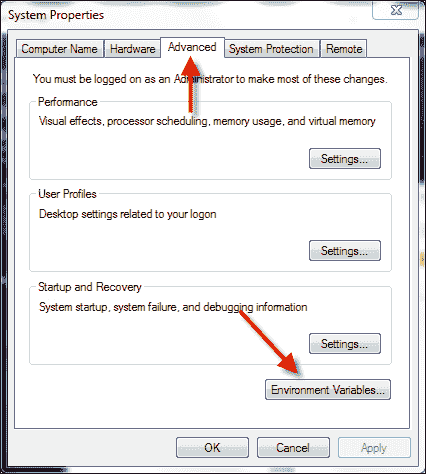 System Properties
Computer Name Hardware Advanced System Protection Remote
You must be logged on as an Administrator to make most of these changes.
Performance
Visual effects, processor scheduling, memory usage, and virtual memory
Settings...
User Profiles
Desktop settings related to your logon
Settings...
Startup and Recovery
System startup, system failure, and debugging information
Settings...
Environment Variables...
OK Cancel Apply